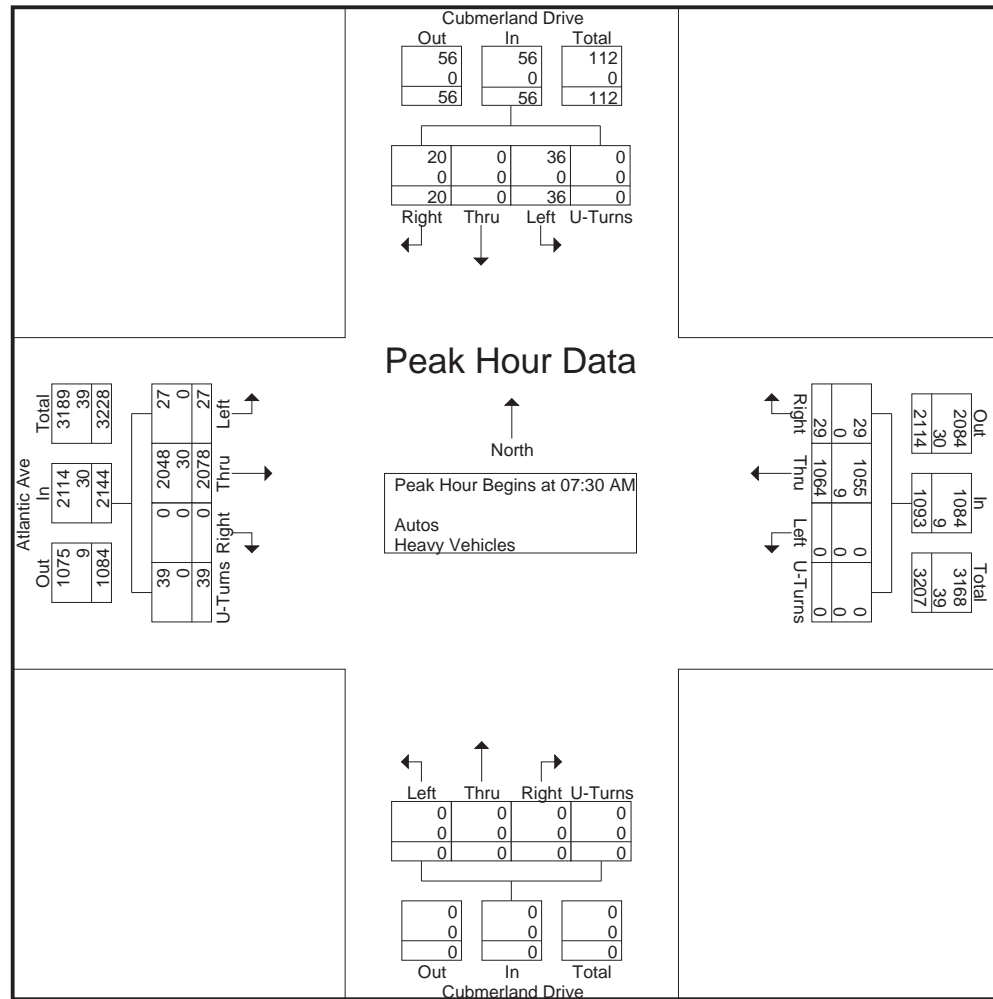 Cubmerland Drive
Out In Total
56 56 112
0 0 0
56 56 112
20 0 36 0
0 0 0 0
20 0 36 0
Right Thru Left U-Turns
Peak Hour Data
North
Peak Hour Begins at 07:30 AM
Autos
Heavy Vehicles
Atlantic Ave
Out In Total
1075 2114 3189
9 30 39
1084 2144 3228
39 0 2048 27
0 0 30 0
39 0 2078 27
U-Turns Right Thru Left
Out In Total
2084 1084 3168
30 9 39
2114 1093 3207
29 1055 0 0
0 9 0 0
29 1064 0 0
Right Thru Left U-Turns
Left Thru Right U-Turns
0 0 0 0
0 0 0 0
0 0 0 0
0 0 0
0 0 0
0 0 0
Out In Total
Cubmerland Drive